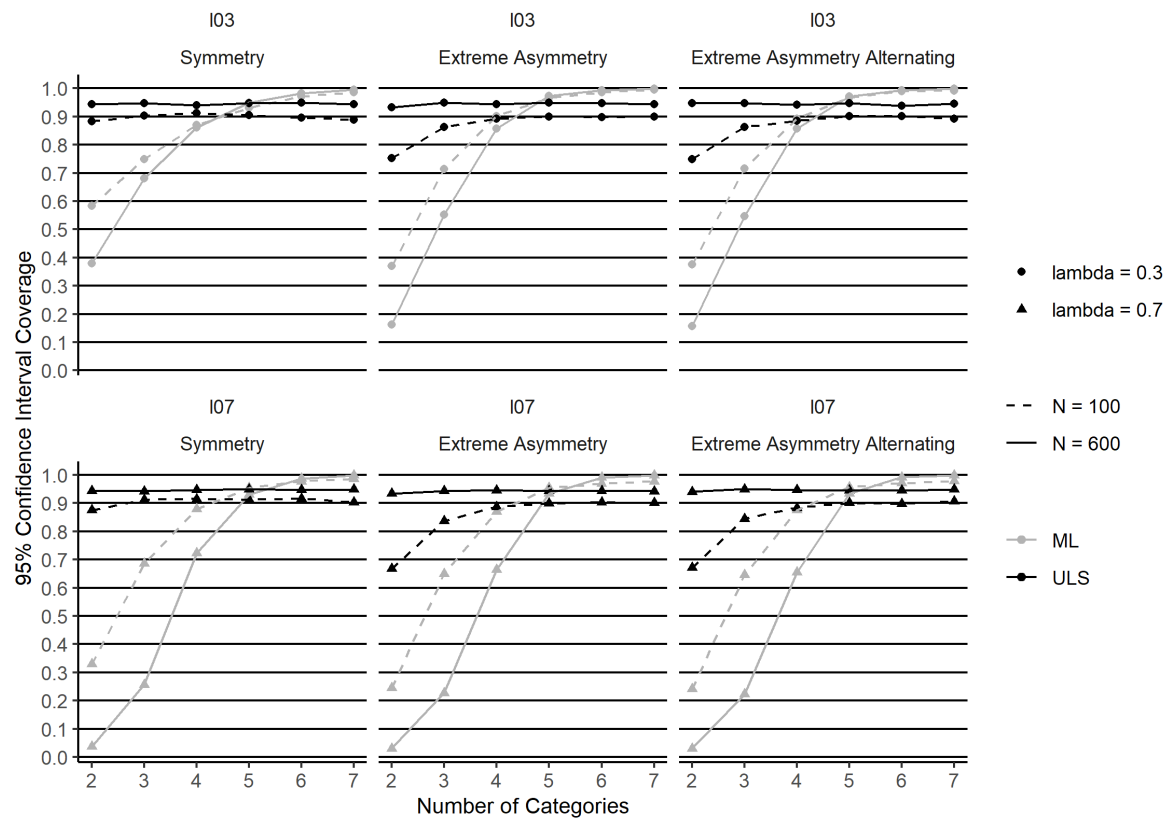 l03 l03 l03
Symmetry Extreme Asymmetry Extreme Asymmetry Alternating
1.0
0.9
0.8
0.7
0.6
0.5
0.4
0.3
0.2
0.1
0.0
l07 l07 l07
Symmetry Extreme Asymmetry Extreme Asymmetry Alternating
1.0
0.9
0.8
0.7
0.6
0.5
0.4
0.3
0.2
0.1
0.0
2 3 4 5 6 7 2 3 4 5 6 7 2 3 4 5 6 7
Number of Categories
95% Confidence Interval Coverage
lambda = 0.3
lambda = 0.7
N = 100
N = 600
ML
ULS